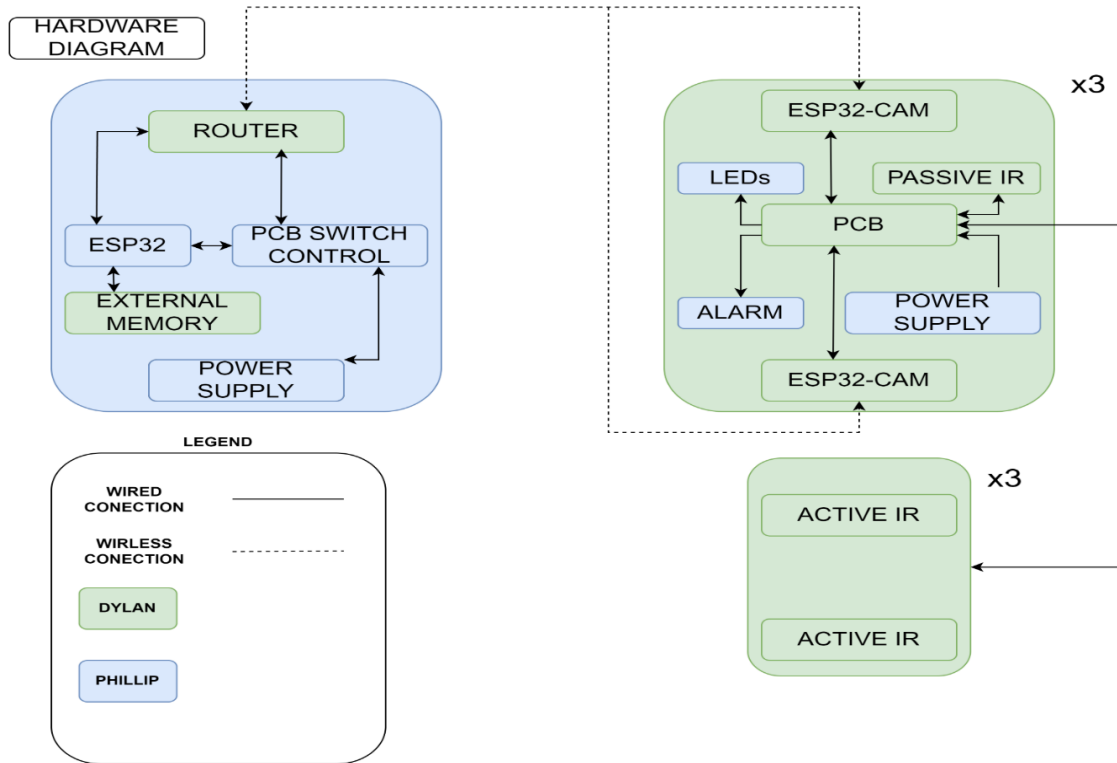 HARDWARE
DIAGRAM
ROUTER
ESP32
PCB SWITCH
CONTROL
EXTERNAL
MEMORY
POWER
SUPPLY
x3
ESP32-CAM
LEDs
PASSIVE IR
PCB
ALARM
POWER
SUPPLY
ESP32-CAM
LEGEND
WIRED
CONECTION
WIRLESS
CONECTION
DYLAN
PHILLIP
x3
ACTIVE IR
ACTIVE IR